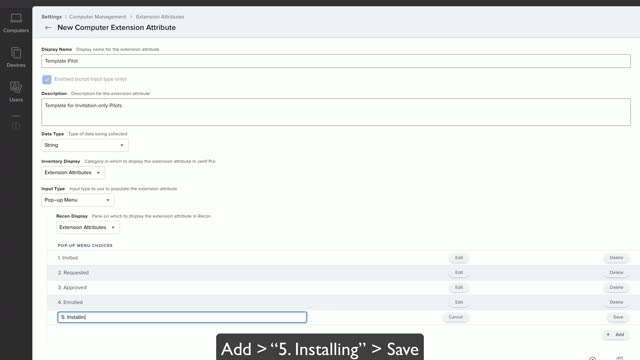 Settings > Computer Management > Extension Attributes
← New Computer Extension Attribute
Computers
Devices
Users
Display Name Display name for the extension attribute
Template Pilot
Enabled (script input type only)
Description Description for the extension attribute
Template for Invitation only Pilots
Data Type Type of data being collected
String
Inventory Display Category in which to display the extension attribute in Jamf Pro
Extension Attributes
Input Type Input type to use to populate the extension attribute
Pop-up Menu
Recon Display Pane on which to display the extension attribute in Recon
Extension Attributes
POP-UP MENU CHOICES
1. Invited Edit Delete
2. Requested Edit Delete
3. Approved Edit Delete
4. Enrolled Edit Delete
5. Installin Cancel Save
+ Add
Add > “5. Installing” > Save